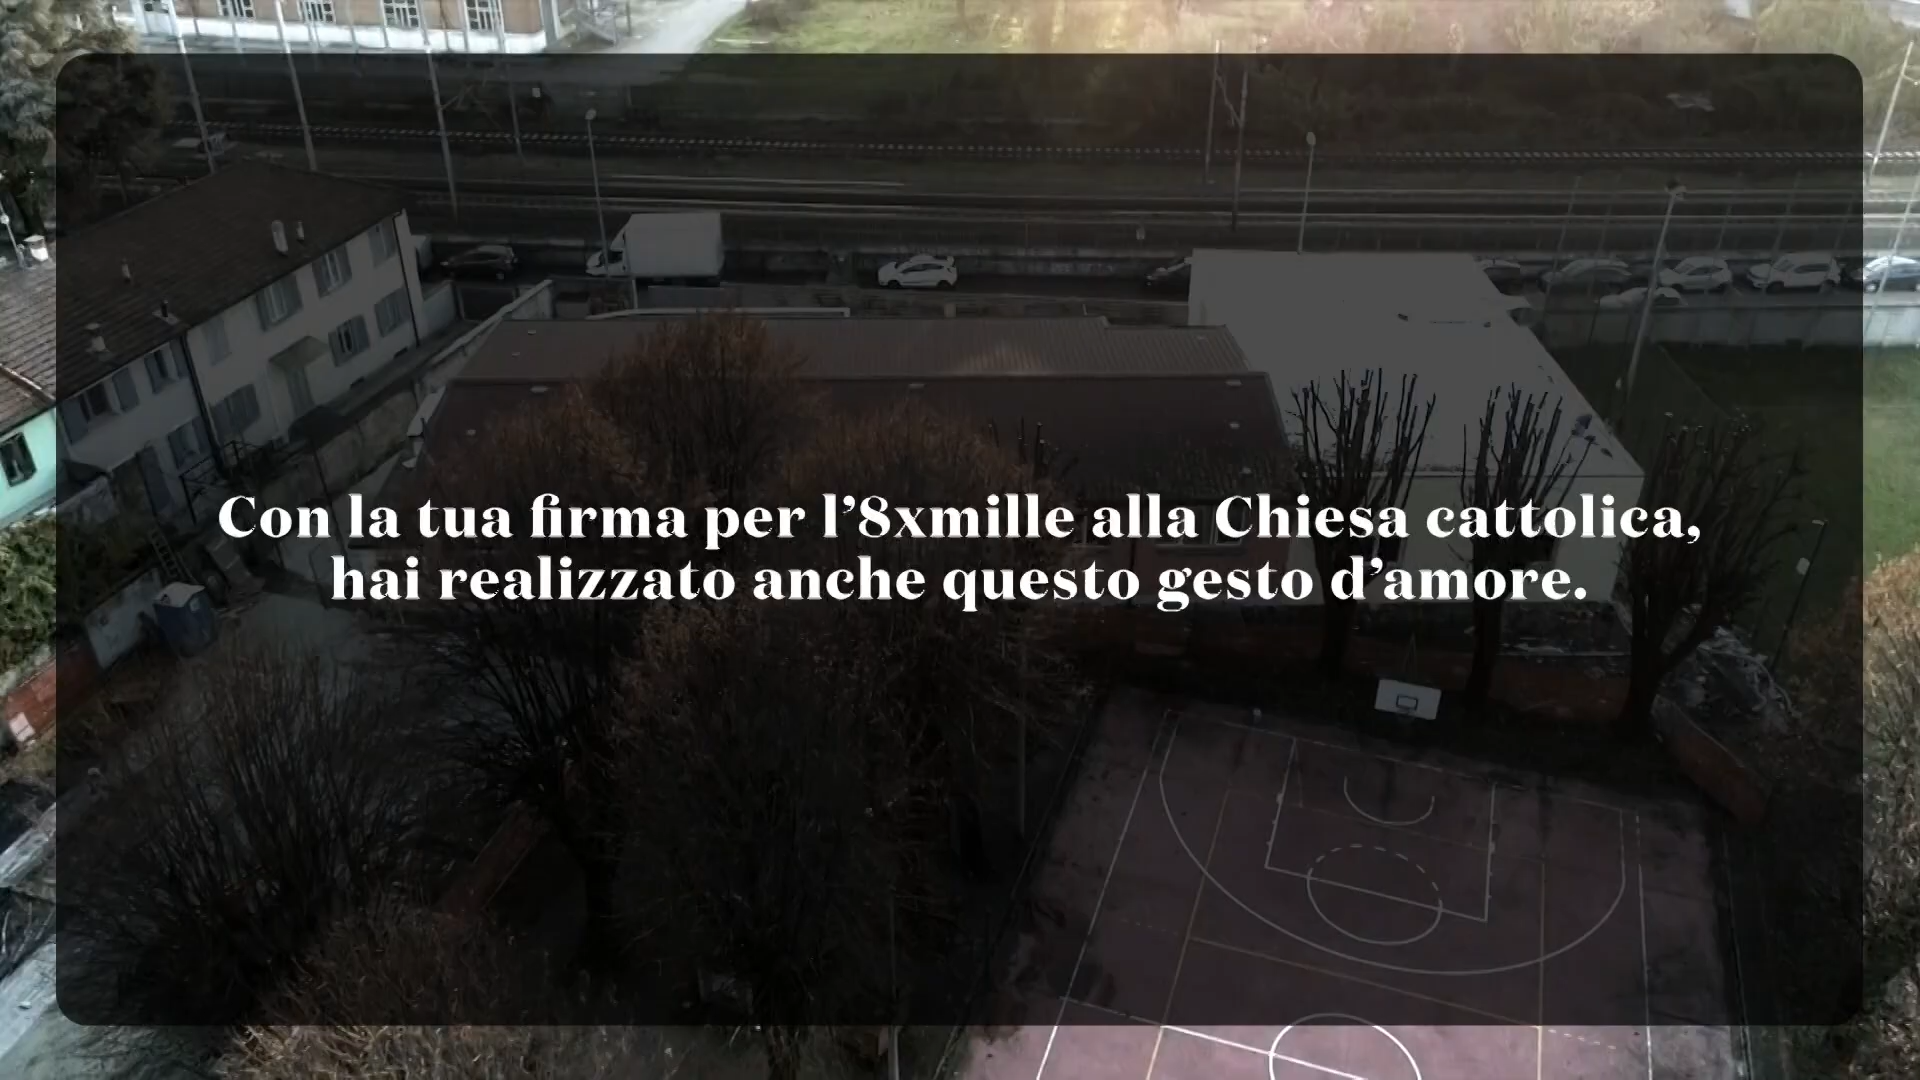 Con la tua firma per l’8xmille alla Chiesa cattolica,
hai realizzato anche questo gesto d’amore.